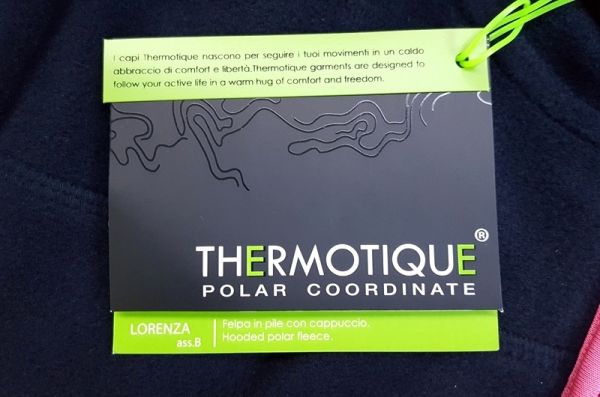 I capi Thermotique nascono per seguire i tuoi movimenti in un caldo
abbraccio di comfort e libertà.Thermotique garments are designed to
follow your active life in a warm hug of comfort and freedom.
THERMOTIQUE®
POLAR COORDINATE
LORENZA
ass.B
Felpa in pile con cappuccio.
Hooded polar fleece.